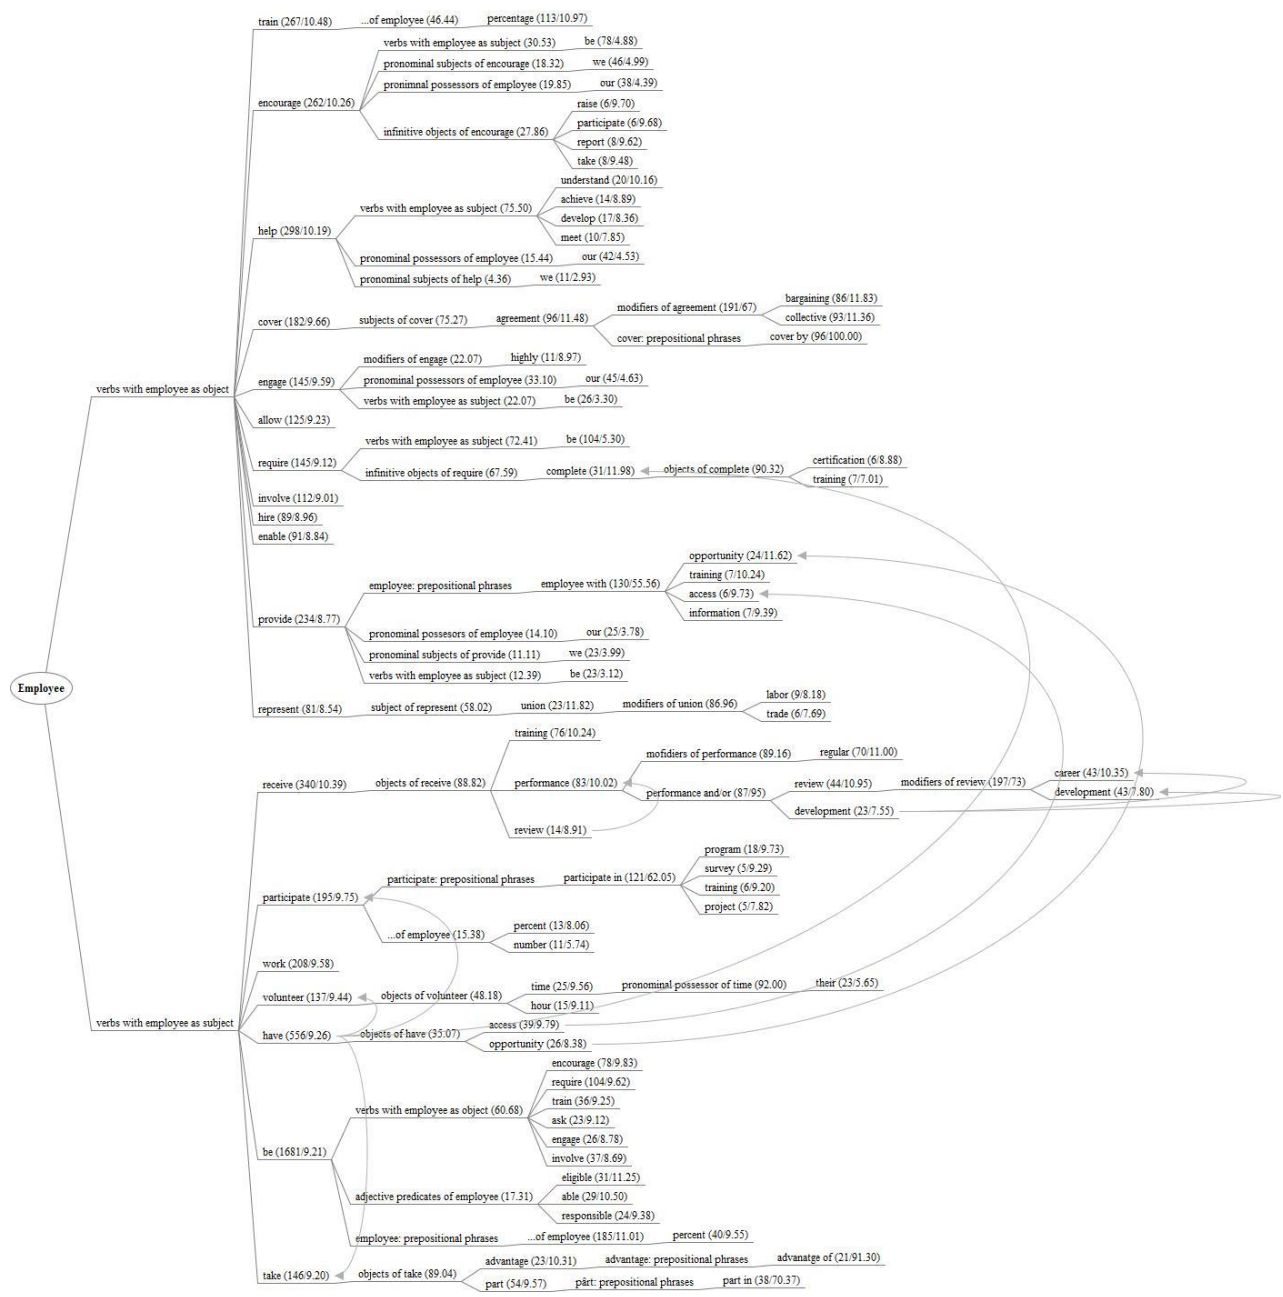 Employee
verbs with employee as object
train (267/10.48)
...of employee (46.44)
percentage (113/10.97)
encourage (262/10.26)
verbs with employee as subject (30.53)
be (78/4.88)
pronominal subjects of encourage (18.32)
we (46/4.99)
pronimnal possessors of employee (19.85)
our (38/4.39)
infinitive objects of encourage (27.86)
raise (6/9.70)
participate (6/9.68)
report (8/9.62)
take (8/9.48)
help (298/10.19)
verbs with employee as subject (75.50)
understand (20/10.16)
achieve (14/8.89)
develop (17/8.36)
meet (10/7.85)
pronominal possessors of employee (15.44)
our (42/4.53)
pronominal subjects of help (4.36)
we (11/2.93)
cover (182/9.66)
subjects of cover (75.27)
agreement (96/11.48)
modifiers of agreement (191/67)
bargaining (86/11.83)
collective (93/11.36)
cover: prepositional phrases
cover by (96/100.00)
engage (145/9.59)
modifiers of engage (22.07)
highly (11/8.97)
pronominal possessors of employee (33.10)
our (45/4.63)
verbs with employee as subject (22.07)
be (26/3.30)
allow (125/9.23)
require (145/9.12)
verbs with employee as subject (72.41)
be (104/5.30)
infinitive objects of require (67.59)
complete (31/11.98)
objects of complete (90.32)
certification (6/8.88)
training (7/7.01)
involve (112/9.01)
hire (89/8.96)
enable (91/8.84)
provide (234/8.77)
employee: prepositional phrases
employee with (130/55.56)
opportunity (24/11.62)
training (7/10.24)
access (6/9.73)
information (7/9.39)
pronominal possesors of employee (14.10)
our (25/3.78)
pronominal subjects of provide (11.11)
we (23/3.99)
verbs with employee as subject (12.39)
be (23/3.12)
represent (81/8.54)
subject of represent (58.02)
union (23/11.82)
modifiers of union (86.96)
labor (9/8.18)
trade (6/7.69)
verbs with employee as subject
receive (340/10.39)
objects of receive (88.82)
training (76/10.24)
performance (83/10.02)
mofidiers of performance (89.16)
regular (70/11.00)
performance and/or (87/95)
review (44/10.95)
modifiers of review (197/73)
career (43/10.35)
development (43/7.80)
development (23/7.55)
review (14/8.91)
participate (195/9.75)
participate: prepositional phrases
participate in (121/62.05)
program (18/9.73)
survey (5/9.29)
training (6/9.20)
project (5/7.82)
...of employee (15.38)
percent (13/8.06)
number (11/5.74)
work (208/9.58)
volunteer (137/9.44)
objects of volunteer (48.18)
time (25/9.56)
pronominal possessor of time (92.00)
their (23/5.65)
hour (15/9.11)
have (556/9.26)
objects of have (35.07)
access (39/9.79)
opportunity (26/8.38)
be (1681/9.21)
verbs with employee as object (60.68)
encourage (78/9.83)
require (104/9.62)
train (36/9.25)
ask (23/9.12)
engage (26/8.78)
involve (37/8.69)
adjective predicates of employee (17.31)
eligible (31/11.25)
able (29/10.50)
responsible (24/9.38)
employee: prepositional phrases
...of employee (185/11.01)
percent (40/9.55)
take (146/9.20)
objects of take (89.04)
advantage (23/10.31)
advantage: prepositional phrases
advanatge of (21/91.30)
part (54/9.57)
pârt: prepositional phrases
part in (38/70.37)